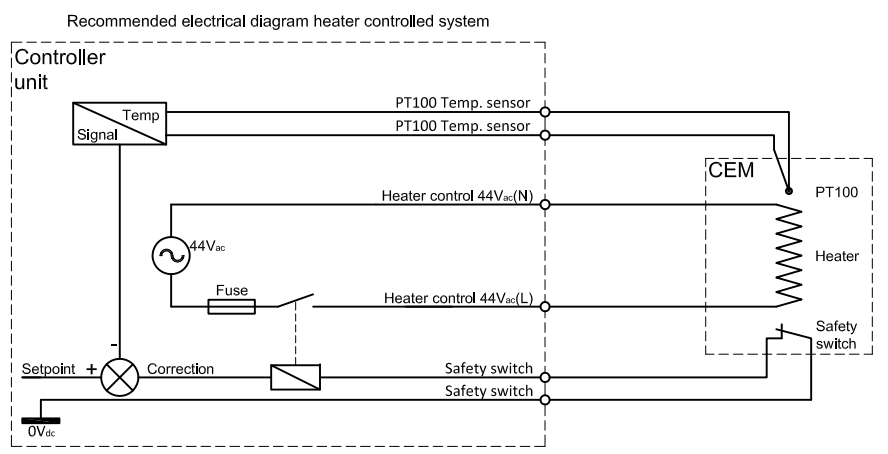 Recommended electrical diagram heater controlled system
Controller
unit
Temp
Signal
PT100 Temp. sensor
PT100 Temp. sensor
CEM
PT100
Heater control 44Vac(N)
44Vac
Heater
Fuse
Heater control 44Vac(L)
Safety
switch
-
Setpoint
+
Correction
Safety switch
Safety switch
0Vdc